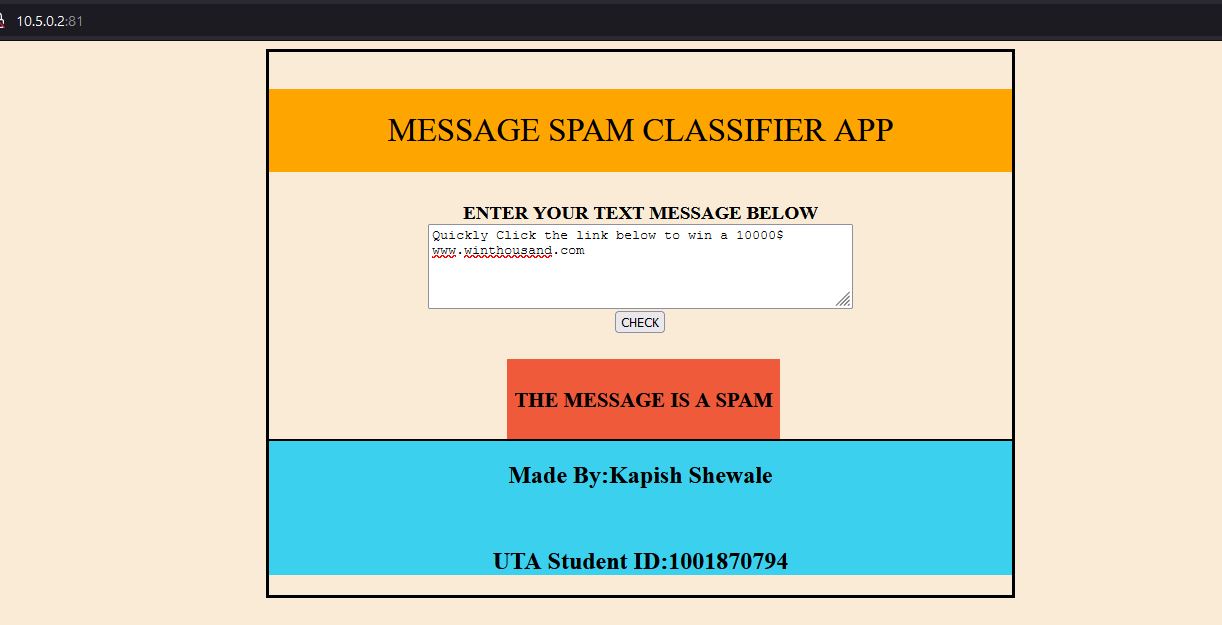 10.5.0.2:81
MESSAGE SPAM CLASSIFIER APP
ENTER YOUR TEXT MESSAGE BELOW
Quickly Click the link below to win a 10000$
www.winthousand.com
CHECK
THE MESSAGE IS A SPAM
Made By:Kapish Shewale
UTA Student ID:1001870794